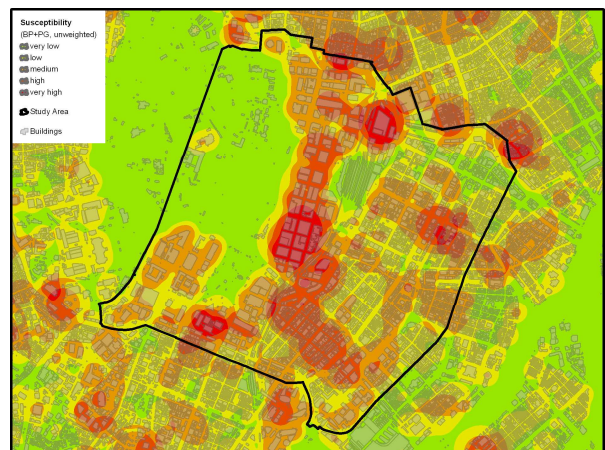 Susceptibility
(BP+PG, unweighted)
very low
low
medium
high
very high
Study Area
Buildings